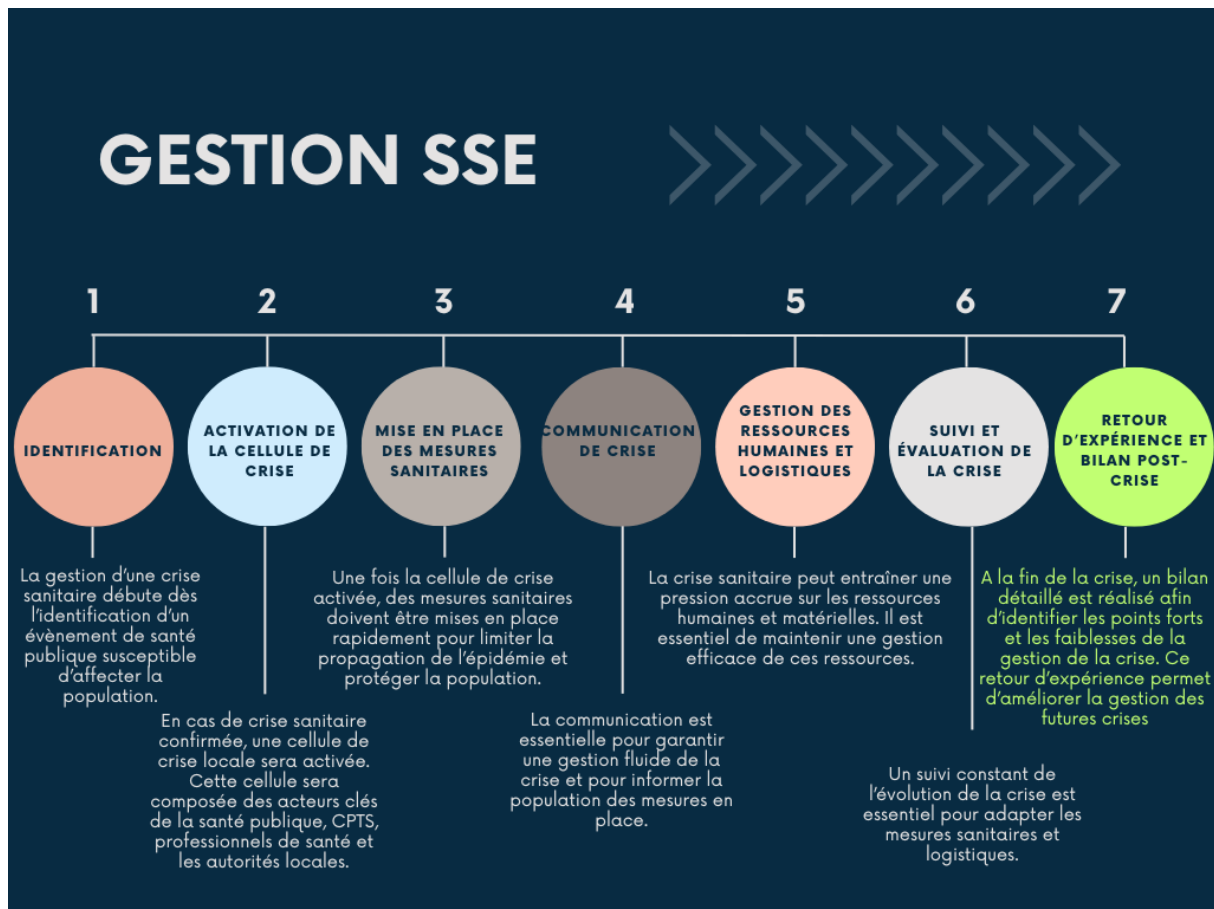 GESTION SSE
1
2
3
4
5
6
7
IDENTIFICATION
ACTIVATION DE
LA CELLULE DE
CRISE
MISE EN PLACE
DES MESURES
SANITAIRES
COMMUNICATION
DE CRISE
GESTION DES
RESSOURCES
HUMAINES ET
LOGISTIQUES
SUIVI ET
ÉVALUATION DE
LA CRISE
RETOUR
D'EXPÉRIENCE ET
BILAN POST-
CRISE
La gestion d'une crise
sanitaire débute dès
l'identification d'un
évènement de santé
publique susceptible
d'affecter la
population.
En cas de crise sanitaire
confirmée, une cellule de
crise locale sera activée.
Cette cellule sera
composée des acteurs clés
de la santé publique, CPTS,
professionnels de santé et
les autorités locales.
Une fois la cellule de crise
activée, des mesures sanitaires
doivent être mises en place
rapidement pour limiter la
propagation de l'épidémie et
protéger la population.
La communication est
essentielle pour garantir
une gestion fluide de la
crise et pour informer la
population des mesures en
place.
La crise sanitaire peut entraîner une
pression accrue sur les ressources
humaines et matérielles. Il est
essentiel de maintenir une gestion
efficace de ces ressources.
Un suivi constant de
l'évolution de la crise est
essentiel pour adapter les
mesures sanitaires et
logistiques.
A la fin de la crise, un bilan
détaillé est réalisé afin
d'identifier les points forts
et les faiblesses de la
gestion de la crise. Ce
retour d'expérience permet
d'améliorer la gestion des
futures crises